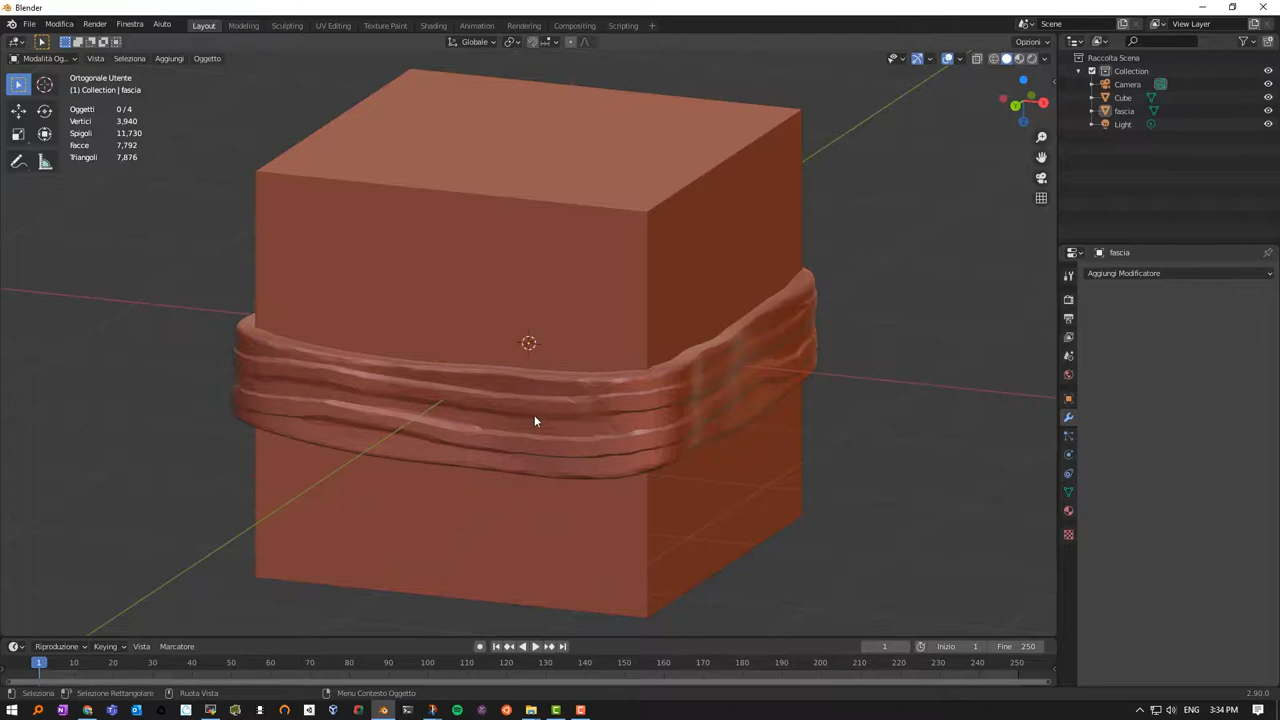 Blender
File Modifica Render Finestra Aiuto Layout Modeling Sculpting UV Editing Texture Paint Shading Animation Rendering Compositing Scripting + Scene View Layer
Globale Opzioni
Modalità Og... Vista Seleziona Aggiungi Oggetto
Ortogonale Utente
(1) Collection | fascia
Oggetti 0/4
Vertici 3,940
Spigoli 11,730
Facce 7,792
Triangoli 7,876
X
Y
Z
Raccolta Scena
Collection
Camera
Cube
fascia
Light
fascia
Aggiungi Modificatore
Riproduzione Keying Vista Marcatore 1 Inizio 1 Fine 250
1 10 20 30 40 50 60 70 80 90 100 110 120 130 140 150 160 170 180 190 200 210 220 230 240 250
Seleziona Selezione Rettangolare Ruota Vista Menu Contesto Oggetto 2.90.0
ENG 3:34 PM